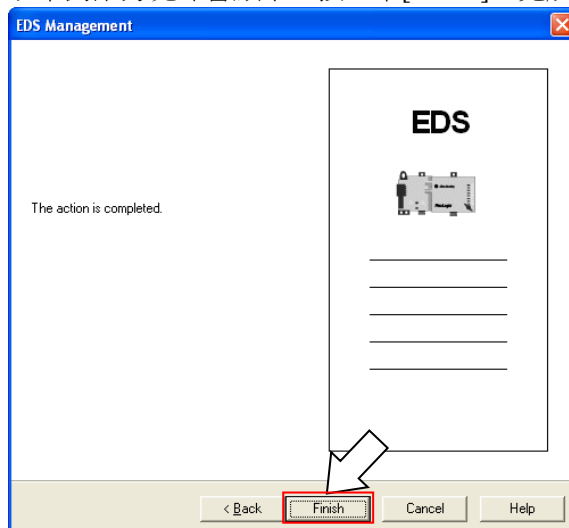 EDS Management
EDS
The action is completed.
< Back
Finish
Cancel
Help